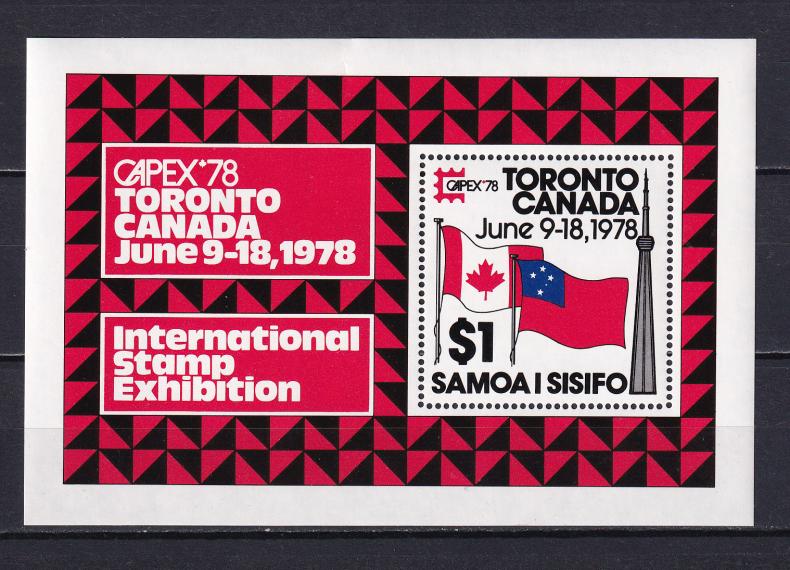 CAPEX '78
TORONTO
CANADA
June 9-18, 1978
International
Stamp
Exhibition
CAPEX '78
TORONTO
CANADA
June 9-18, 1978
$1
SAMOA I SISIFO